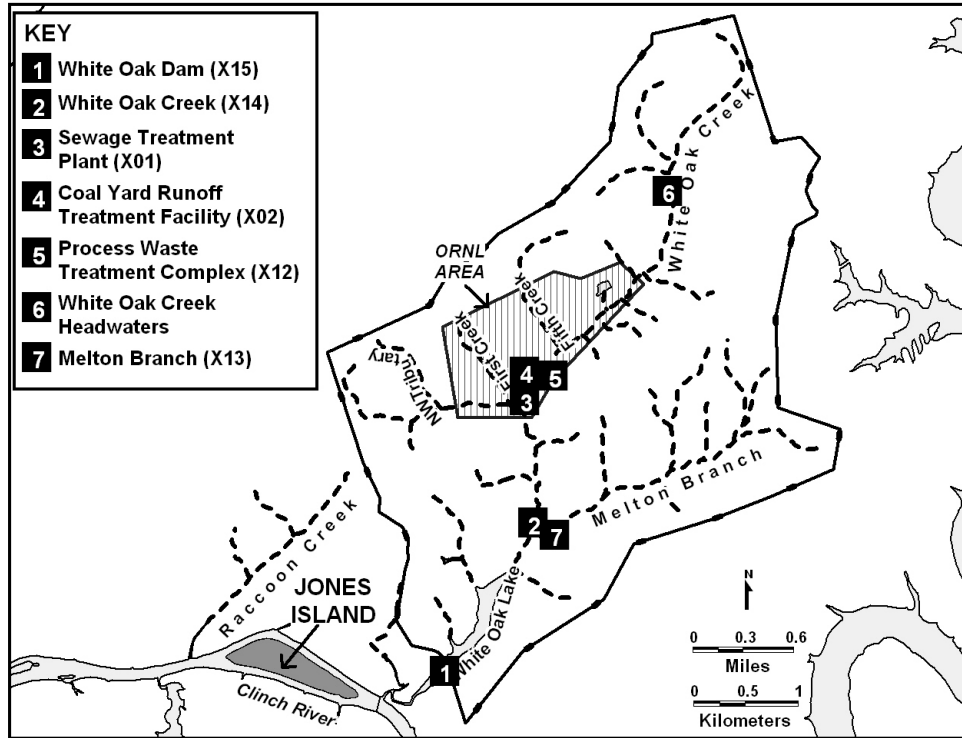 KEY
1 White Oak Dam (X15)
2 White Oak Creek (X14)
3 Sewage Treatment
Plant (X01)
4 Coal Yard Runoff
Treatment Facility (X02)
5 Process Waste
Treatment Complex (X12)
6 White Oak Creek
Headwaters
7 Melton Branch (X13)
White Oak Creek
6
ORNL
AREA
Fifth Creek
First Creek
NWTributary
4
5
3
Melton Branch
2
7
Raccoon Creek
JONES
ISLAND
White Oak Lake
1
Clinch River
N
0 0.3 0.6
Miles
0 0.5 1
Kilometers